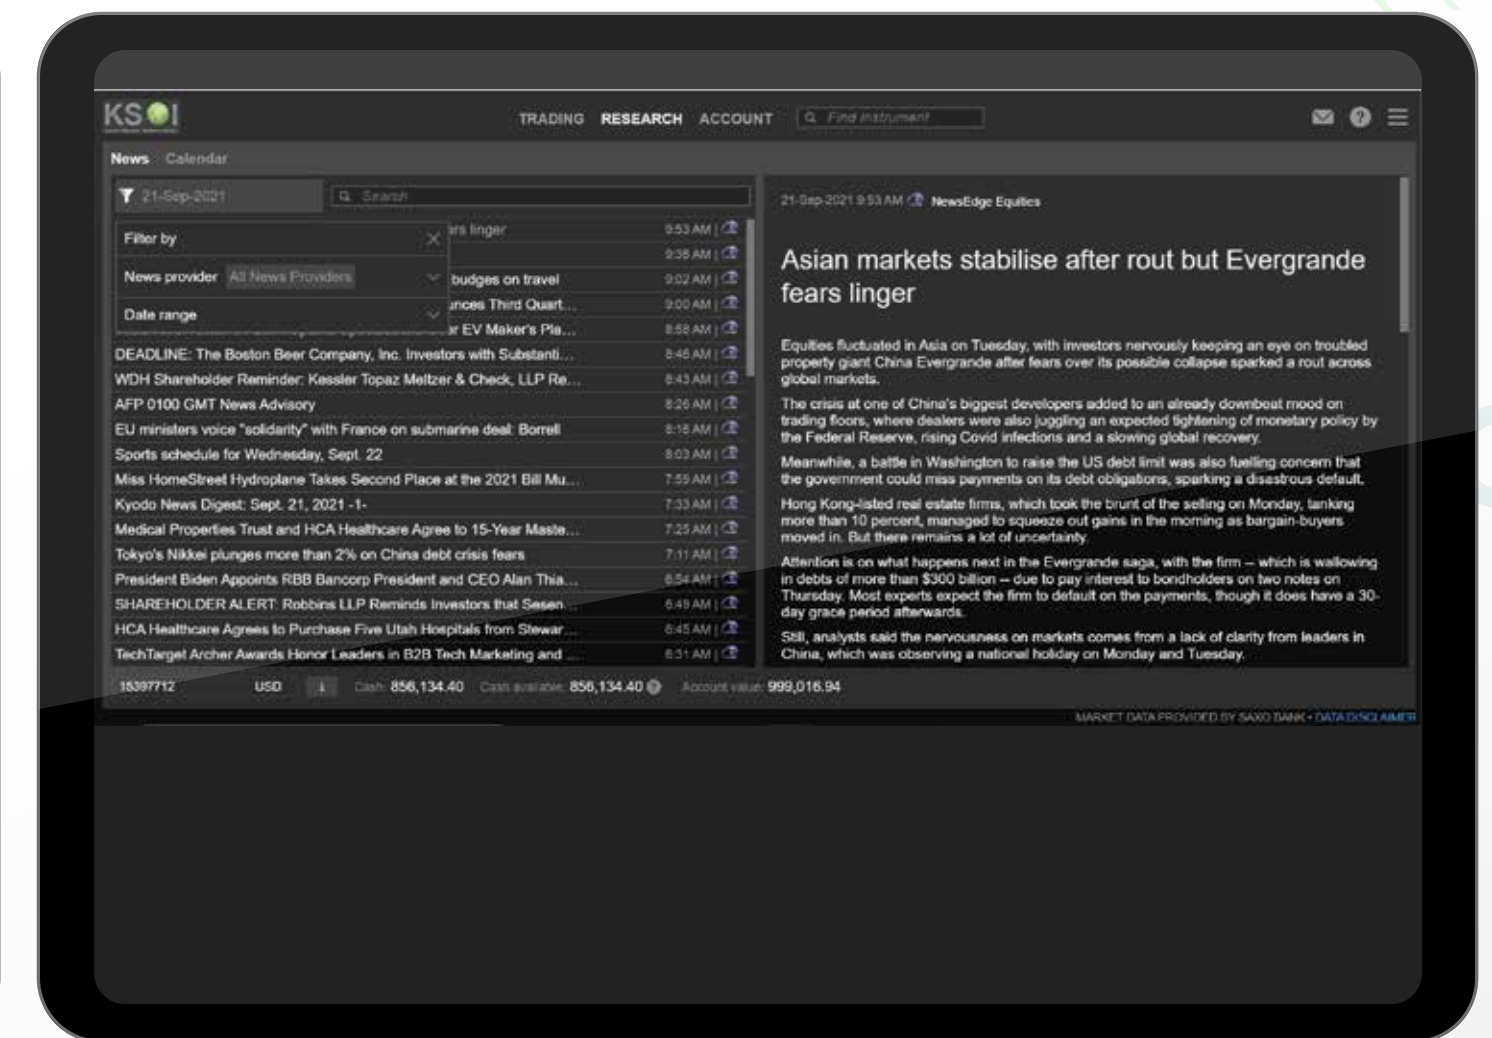 KSOI
TRADING RESEARCH ACCOUNT Find Instrument
News Calendar
21-Sep-2021 Search
Filter by
News provider All News Providers
Date range
ars linger 9:53 AM |
9:36 AM |
budges on travel 9:02 AM |
unces Third Quart... 9:00 AM |
er EV Maker's Pla... 8:58 AM |
DEADLINE: The Boston Beer Company, Inc. Investors with Substanti... 8:46 AM |
WDH Shareholder Reminder: Kessler Topaz Meltzer & Check, LLP Re... 8:43 AM |
AFP 0100 GMT News Advisory 8:26 AM |
EU ministers voice "solidarity" with France on submarine deal: Borrell 8:18 AM |
Sports schedule for Wednesday, Sept. 22 8:03 AM |
Miss HomeStreet Hydroplane Takes Second Place at the 2021 Bill Mu... 7:59 AM |
Kyodo News Digest: Sept. 21, 2021 -1- 7:33 AM |
Medical Properties Trust and HCA Healthcare Agree to 15-Year Maste... 7:25 AM |
Tokyo's Nikkei plunges more than 2% on China debt crisis fears 7:11 AM |
President Biden Appoints RBB Bancorp President and CEO Alan Thia... 6:54 AM |
SHAREHOLDER ALERT: Robbins LLP Reminds Investors that Sesen... 6:49 AM |
HCA Healthcare Agrees to Purchase Five Utah Hospitals from Stewar... 6:45 AM |
TechTarget Archer Awards Honor Leaders in B2B Tech Marketing and ... 6:31 AM |
21-Sep-2021 9:53 AM NewsEdge Equities
Asian markets stabilise after rout but Evergrande
fears linger
Equities fluctuated in Asia on Tuesday, with investors nervously keeping an eye on troubled
property giant China Evergrande after fears over its possible collapse sparked a rout across
global markets.
The crisis at one of China's biggest developers added to an already downbeat mood on
trading floors, where dealers were also juggling an expected tightening of monetary policy by
the Federal Reserve, rising Covid infections and a slowing global recovery.
Meanwhile, a battle in Washington to raise the US debt limit was also fuelling concern that
the government could miss payments on its debt obligations, sparking a disastrous default.
Hong Kong-listed real estate firms, which took the brunt of the selling on Monday, tanking
more than 10 percent, managed to squeeze out gains in the morning as bargain-buyers
moved in. But there remains a lot of uncertainty.
Attention is on what happens next in the Evergrande saga, with the firm -- which is wallowing
in debts of more than $300 billion -- due to pay interest to bondholders on two notes on
Thursday. Most experts expect the firm to default on the payments, though it does have a 30-
day grace period afterwards.
Still, analysts said the nervousness on markets comes from a lack of clarity from leaders in
China, which was observing a national holiday on Monday and Tuesday.
15397712 USD Cash: 856,134.40 Cash available: 856,134.40 Account value: 999,016.94
MARKET DATA PROVIDED BY SAXO BANK • DATA DISCLAIMER